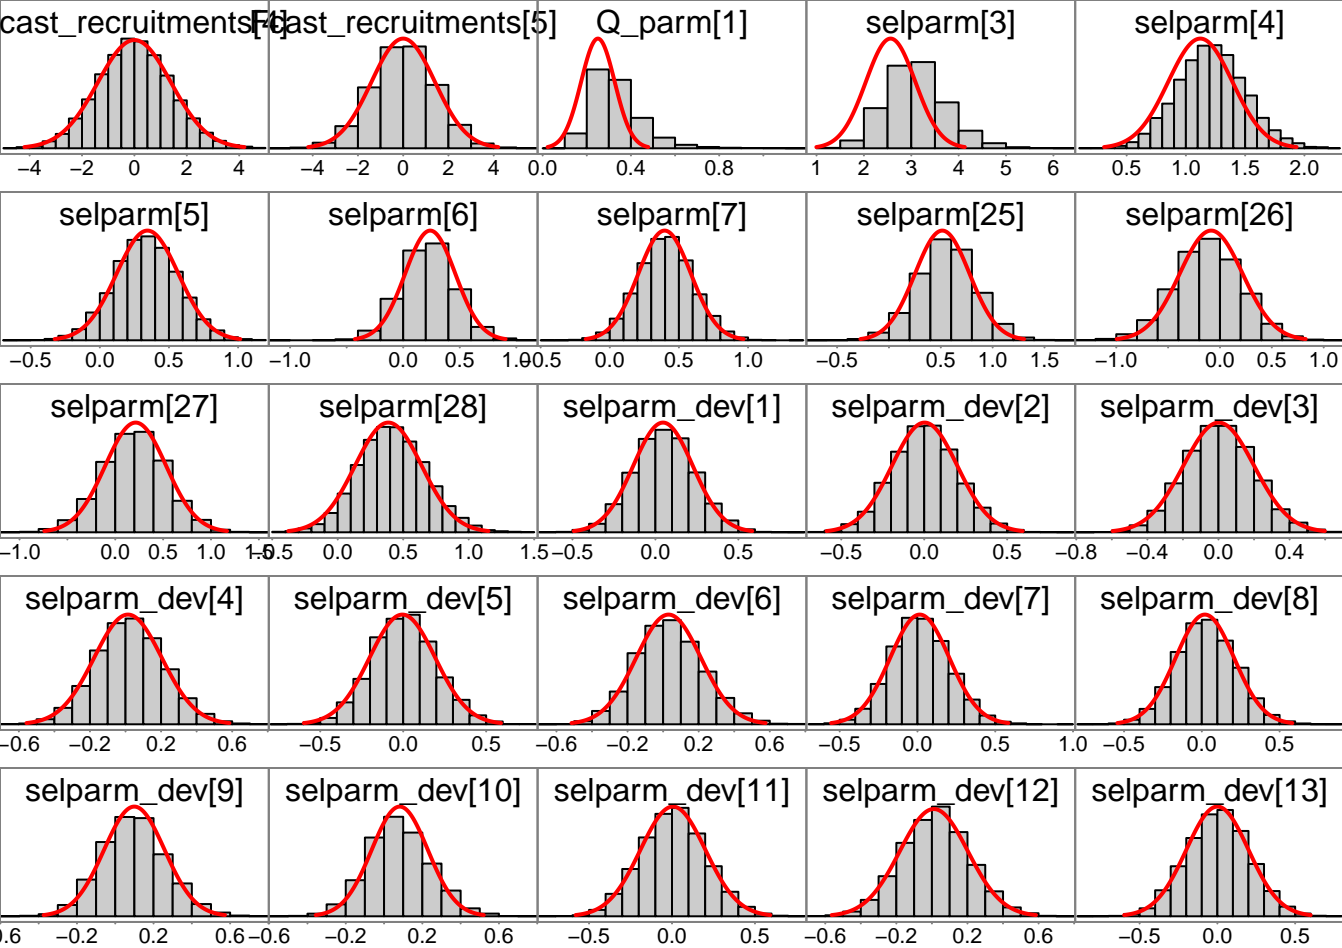 cast_recruitments[4] Fcast_recruitments[5] Q_parm[1] selparm[3] selparm[4]
−4 −2 0 2 4 −4 −2 0 2 4 0.0 0.4 0.8 1 2 3 4 5 6 0.5 1.0 1.5 2.0
selparm[5] selparm[6] selparm[7] selparm[25] selparm[26]
−0.5 0.0 0.5 1.0 −1.0 0.0 0.5 1.0 −0.5 0.0 0.5 1.0 −0.5 0.5 1.0 1.5 −1.0 0.0 0.5 1.0
selparm[27] selparm[28] selparm_dev[1] selparm_dev[2] selparm_dev[3]
−1.0 0.0 0.5 1.0 1.5 −0.5 0.0 0.5 1.0 1.5 −0.5 0.0 0.5 −0.5 0.0 0.5 −0.8 −0.4 0.0 0.4
selparm_dev[4] selparm_dev[5] selparm_dev[6] selparm_dev[7] selparm_dev[8]
−0.6 −0.2 0.2 0.6 −0.5 0.0 0.5 −0.6 −0.2 0.2 0.6 −0.5 0.0 0.5 1.0 −0.5 0.0 0.5
selparm_dev[9] selparm_dev[10] selparm_dev[11] selparm_dev[12] selparm_dev[13]
0.6 −0.2 0.2 0.6 −0.6 −0.2 0.2 0.6 −0.5 0.0 0.5 −0.6 −0.2 0.2 0.6 −0.5 0.0 0.5